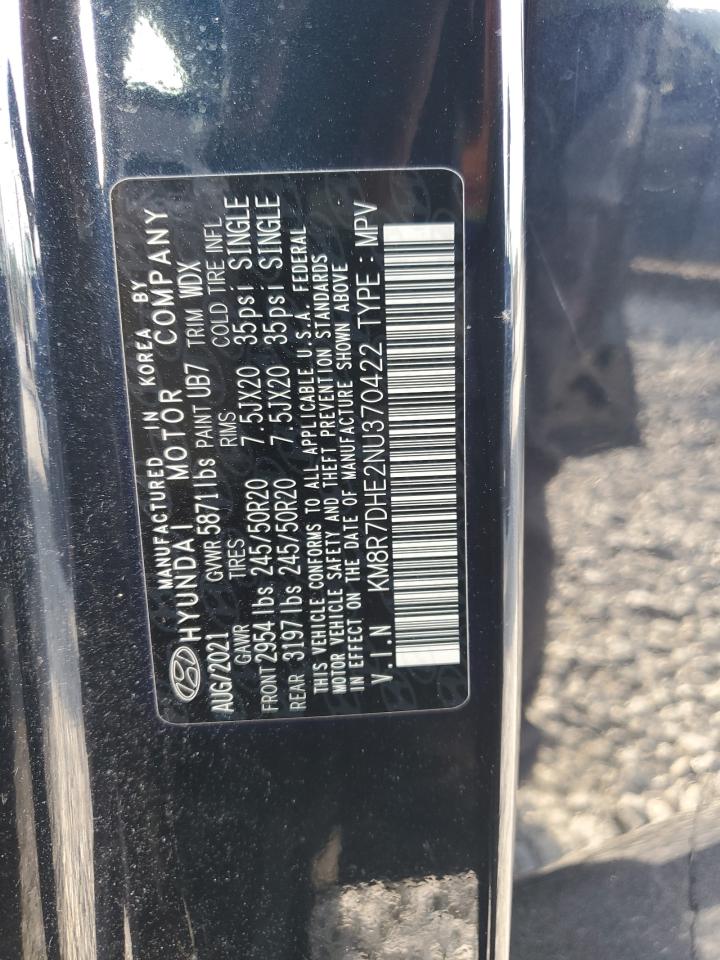 MANUFACTURED IN KOREA BY
HYUNDAI MOTOR COMPANY
AUG/2021 GVWR 5871 lbs PAINT UB7 TRIM WDX
GAWR TIRES RIMS COLD TIRE INFL
FRONT 2954 lbs 245/50R20 7.5JX20 35psi SINGLE
REAR 3197 lbs 245/50R20 7.5JX20 35psi SINGLE
THIS VEHICLE CONFORMS TO ALL APPLICABLE U.S.A. FEDERAL
MOTOR VEHICLE SAFETY AND THEFT PREVENTION STANDARDS
IN EFFECT ON THE DATE OF MANUFACTURE SHOWN ABOVE
V.I.N KM8R7DHE2NU370422 TYPE : MPV